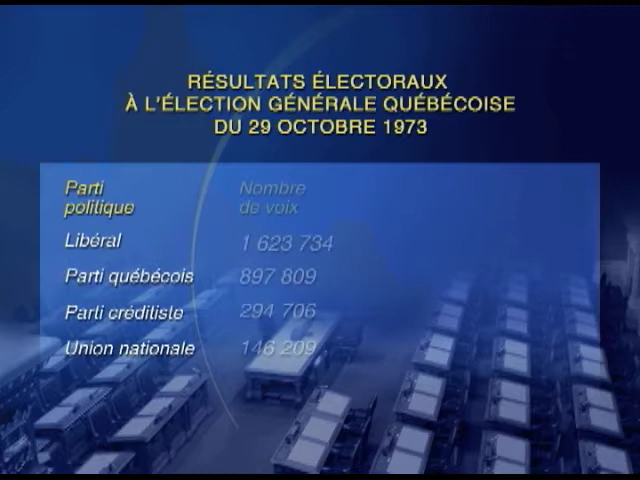 RÉSULTATS ÉLECTORAUX
À L'ÉLECTION GÉNÉRALE QUÉBÉCOISE
DU 29 OCTOBRE 1973
Parti politique
Nombre de voix
Libéral 1 623 734
Parti québécois 897 809
Parti créditiste 294 706
Union nationale 146 209